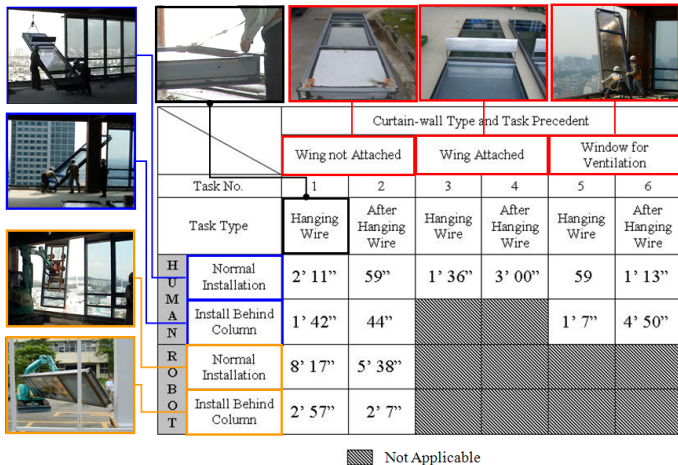 Curtain-wall Type and Task Precedent
Wing not Attached
Wing Attached
Window for
Ventilation
Task No.
1
2
3
4
5
6
Task Type
Hanging
Wire
After
Hanging
Wire
Hanging
Wire
After
Hanging
Wire
Hanging
Wire
After
Hanging
Wire
HUMAN
Normal
Installation
2’ 11”
59”
1’ 36”
3’ 00”
59
1’ 13”
Install Behind
Column
1’ 42”
44”
1’ 7”
4’ 50”
ROBOT
Normal
Installation
8’ 17”
5’ 38”
Install Behind
Column
2’ 57”
2’ 7”
Not Applicable